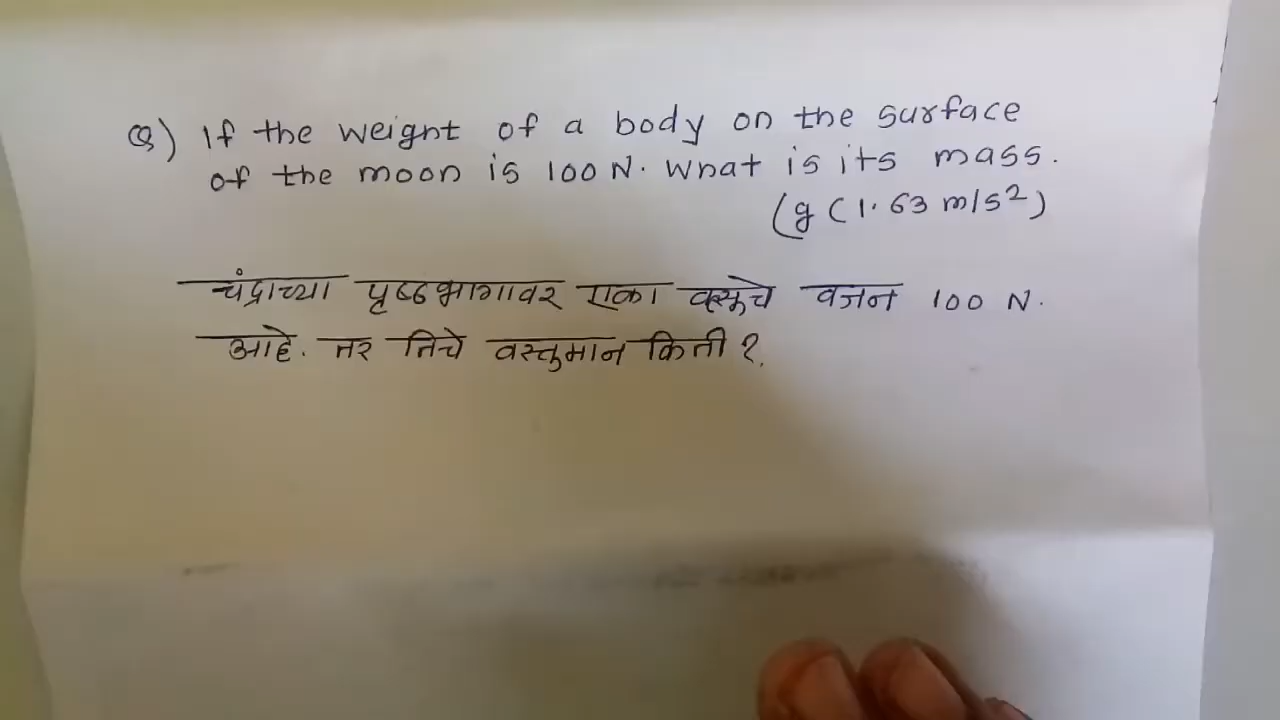 Q) If the weight of a body on the surface
of the moon is 100 N. What is its mass.
(g (1.63 m/s²)
चंद्राच्या पृष्ठभागावर एका वस्तूचे वजन 100 N.
आहे. तर तिचे वस्तुमान किती?